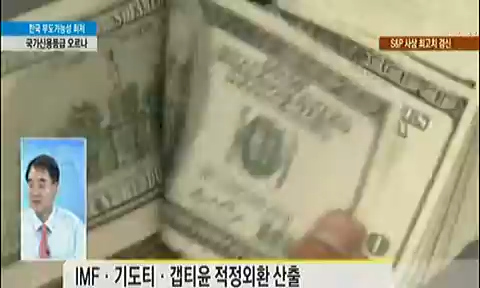 한국 부도가능성 최저
국가신용등급 오르나
S&P 사상 최고치 경신
IMF · 기도티 · 갭티윤 적정외환 산출